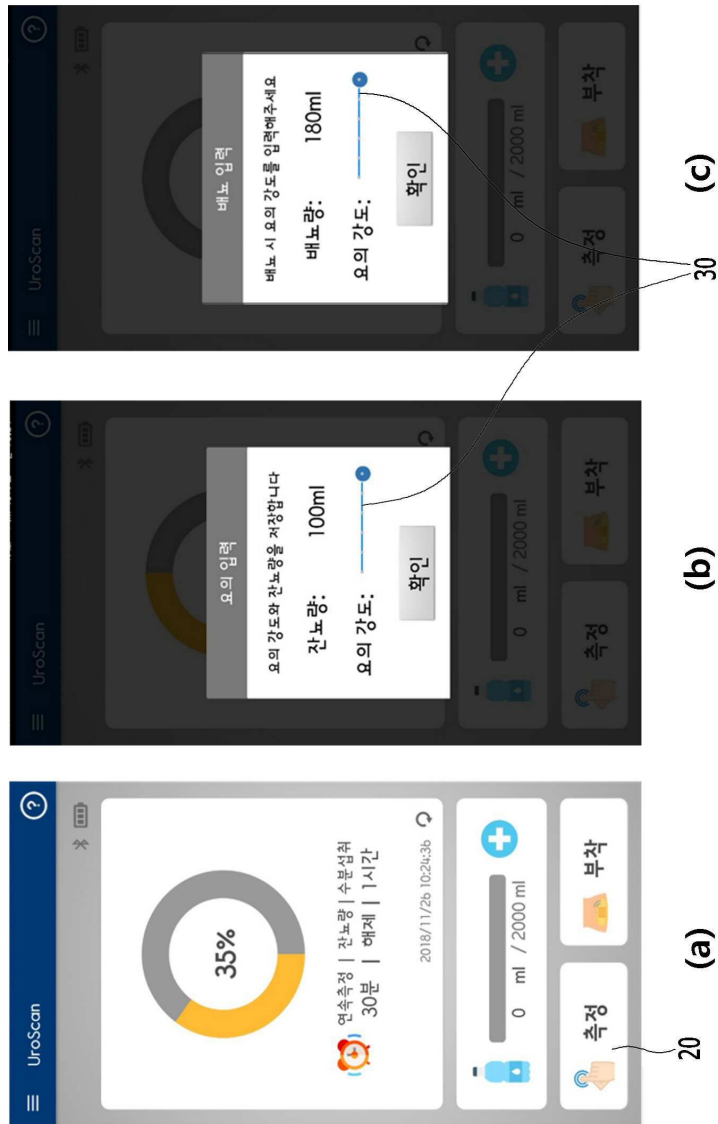 UroScan
?
35%
연속측정 | 잔뇨량 | 수분섭취
30분 | 해제 | 1시간
2018/11/26 10:24:36
0 ml / 2000 ml
측정
부착
20
(a)
UroScan
?
요의 입력
요의 강도와 잔뇨량을 저장합니다
잔뇨량: 100ml
요의 강도:
확인
0 ml / 2000 ml
측정
부착
(b)
UroScan
?
배뇨 입력
배뇨 시 요의 강도를 입력해주세요
배뇨량: 180ml
요의 강도:
확인
0 ml / 2000 ml
측정
부착
30
(c)